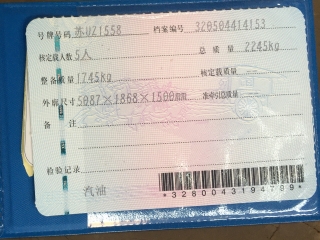 号牌号码 苏U21558 档案编号 320504414153
核定载人数 5人 总质量 2245kg
整备质量 1745kg 核定载质量
外廓尺寸 5087×1868×1500mm 准牵引总质量
备注
检验记录
汽油
*3280043194709*